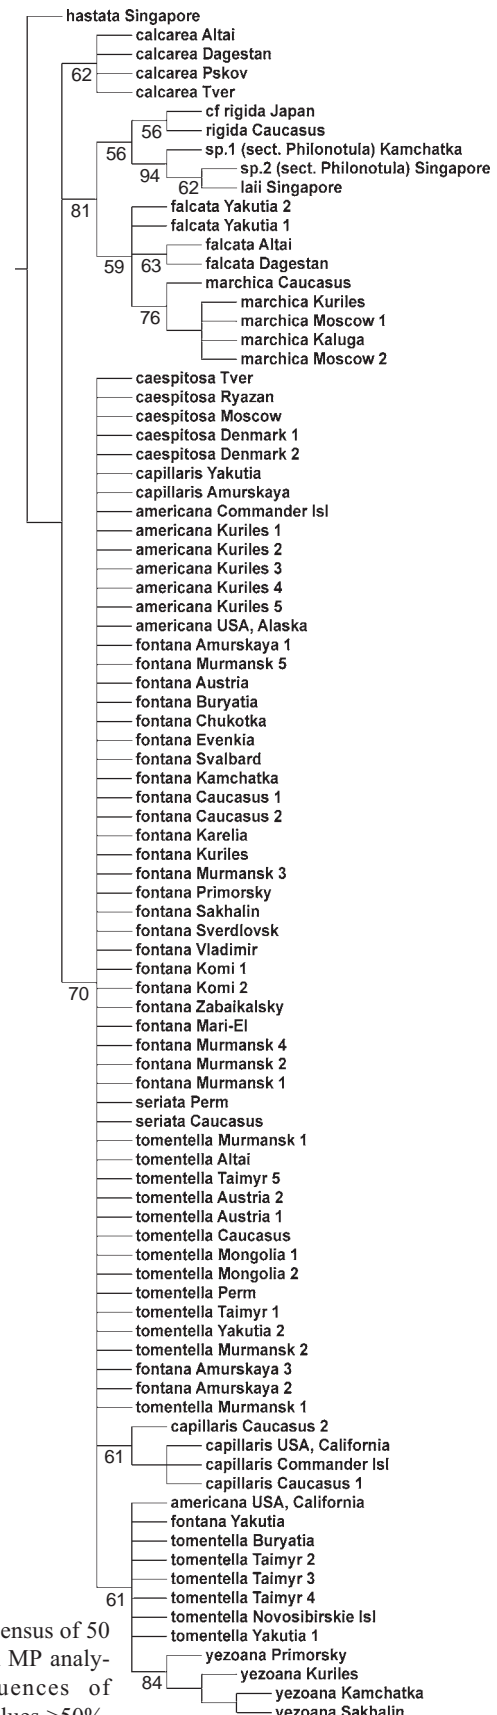 hastata Singapore
calcarea Altai
calcarea Dagestan
calcarea Pskov
62
calcarea Tver
cf rigida Japan
56
rigida Caucasus
56
sp.1 (sect. Philonotula) Kamchatka
94
sp.2 (sect. Philonotula) Singapore
62
laii Singapore
81
falcata Yakutia 2
falcata Yakutia 1
falcata Altai
59
63
falcata Dagestan
marchica Caucasus
marchica Kuriles
76
marchica Moscow 1
marchica Kaluga
marchica Moscow 2
caespitosa Tver
caespitosa Ryazan
caespitosa Moscow
caespitosa Denmark 1
caespitosa Denmark 2
capillaris Yakutia
capillaris Amurskaya
americana Commander Isl
americana Kuriles 1
americana Kuriles 2
americana Kuriles 3
americana Kuriles 4
americana Kuriles 5
americana USA, Alaska
fontana Amurskaya 1
fontana Murmansk 5
fontana Austria
fontana Buryatia
fontana Chukotka
fontana Evenkia
fontana Svalbard
fontana Kamchatka
fontana Caucasus 1
fontana Caucasus 2
fontana Karelia
fontana Kuriles
fontana Murmansk 3
fontana Primorsky
fontana Sakhalin
fontana Sverdlovsk
fontana Vladimir
fontana Komi 1
70
fontana Komi 2
fontana Zabaikalsky
fontana Mari-El
fontana Murmansk 4
fontana Murmansk 2
fontana Murmansk 1
seriata Perm
seriata Caucasus
tomentella Murmansk 1
tomentella Altai
tomentella Taimyr 5
tomentella Austria 2
tomentella Austria 1
tomentella Caucasus
tomentella Mongolia 1
tomentella Mongolia 2
tomentella Perm
tomentella Taimyr 1
tomentella Yakutia 2
tomentella Murmansk 2
fontana Amurskaya 3
fontana Amurskaya 2
tomentella Murmansk 1
capillaris Caucasus 2
61
capillaris USA, California
capillaris Commander Isl
capillaris Caucasus 1
americana USA, California
fontana Yakutia
tomentella Buryatia
tomentella Taimyr 2
tomentella Taimyr 3
61
tomentella Taimyr 4
tomentella Novosibirskie Isl
tomentella Yakutia 1
yezoana Primorsky
84
yezoana Kuriles
yezoana Kamchatka
yezoana Sakhalin
ensus of 50
MP analy-
uences of
lues >50%